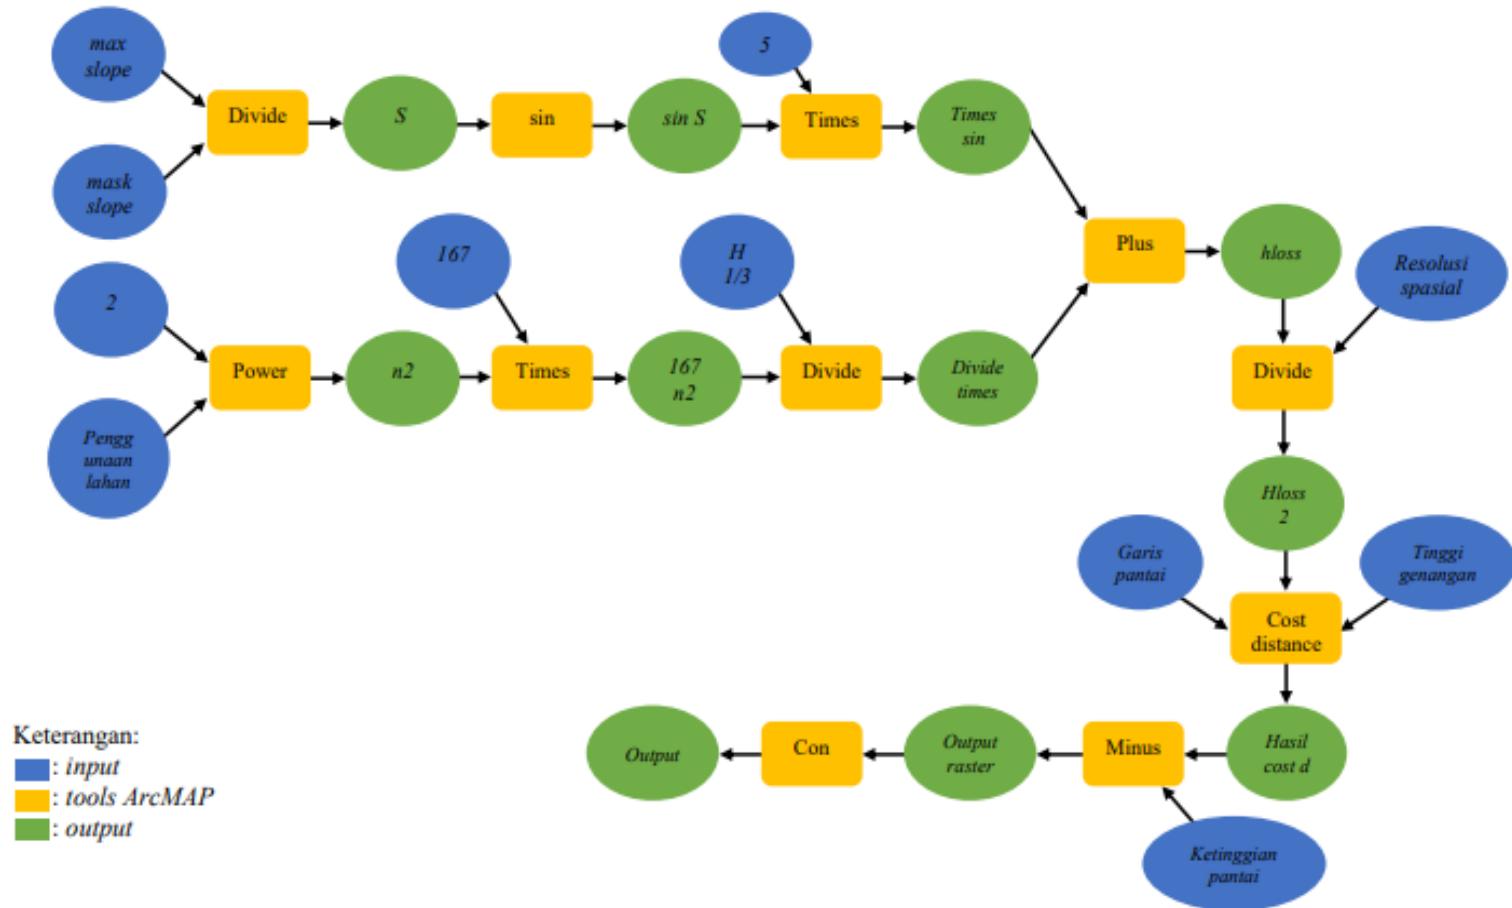 max
slope
Divide
S
sin
sin S
5
Times
Times
sin
mask
slope
2
Power
n2
167
Times
167
n2
H
1/3
Divide
Divide
times
Pengg
unaan
lahan
Plus
hloss
Resolusi
spasial
Divide
Hloss
2
Garis
pantai
Tinggi
genangan
Cost
distance
Hasil
cost d
Minus
Ketinggian
pantai
Output
raster
Con
Output
Keterangan:
: input
: tools ArcMAP
: output